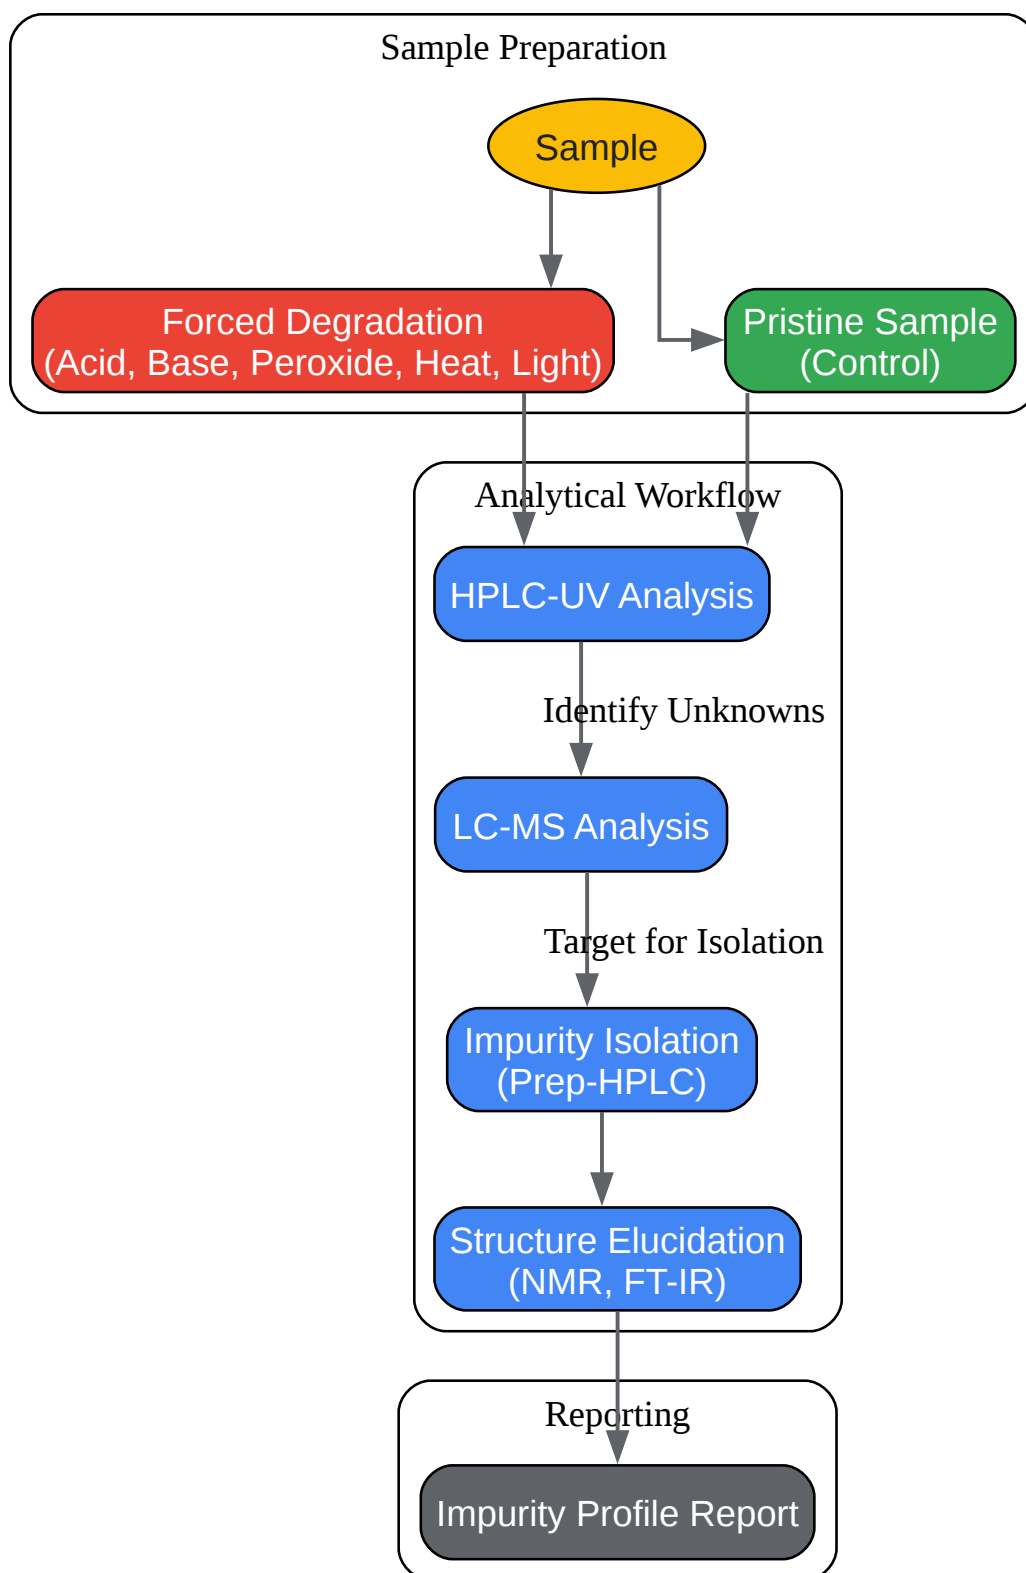 Sample Preparation
Sample
Forced Degradation
(Acid, Base, Peroxide, Heat, Light)
Pristine Sample
(Control)
Analytical Workflow
HPLC-UV Analysis
Identify Unknowns
LC-MS Analysis
Target for Isolation
Impurity Isolation
(Prep-HPLC)
Structure Elucidation
(NMR, FT-IR)
Reporting
Impurity Profile Report